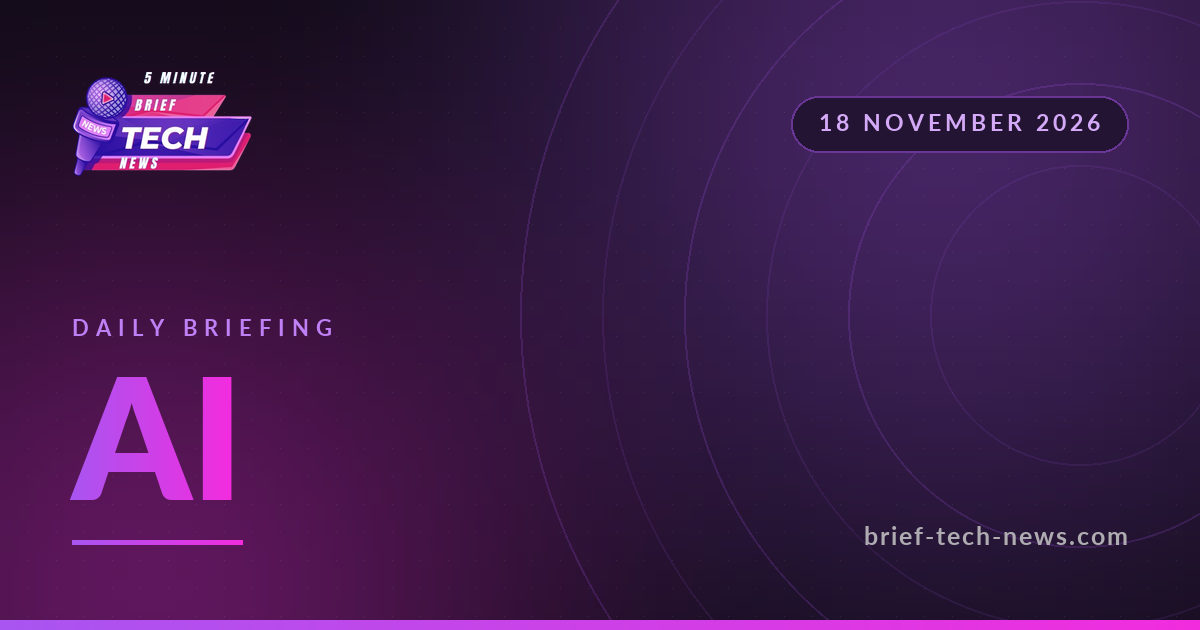 5 MINUTE
BRIEF
NEWS
TECH
NEWS
18 NOVEMBER 2026
DAILY BRIEFING
AI
brief-tech-news.com